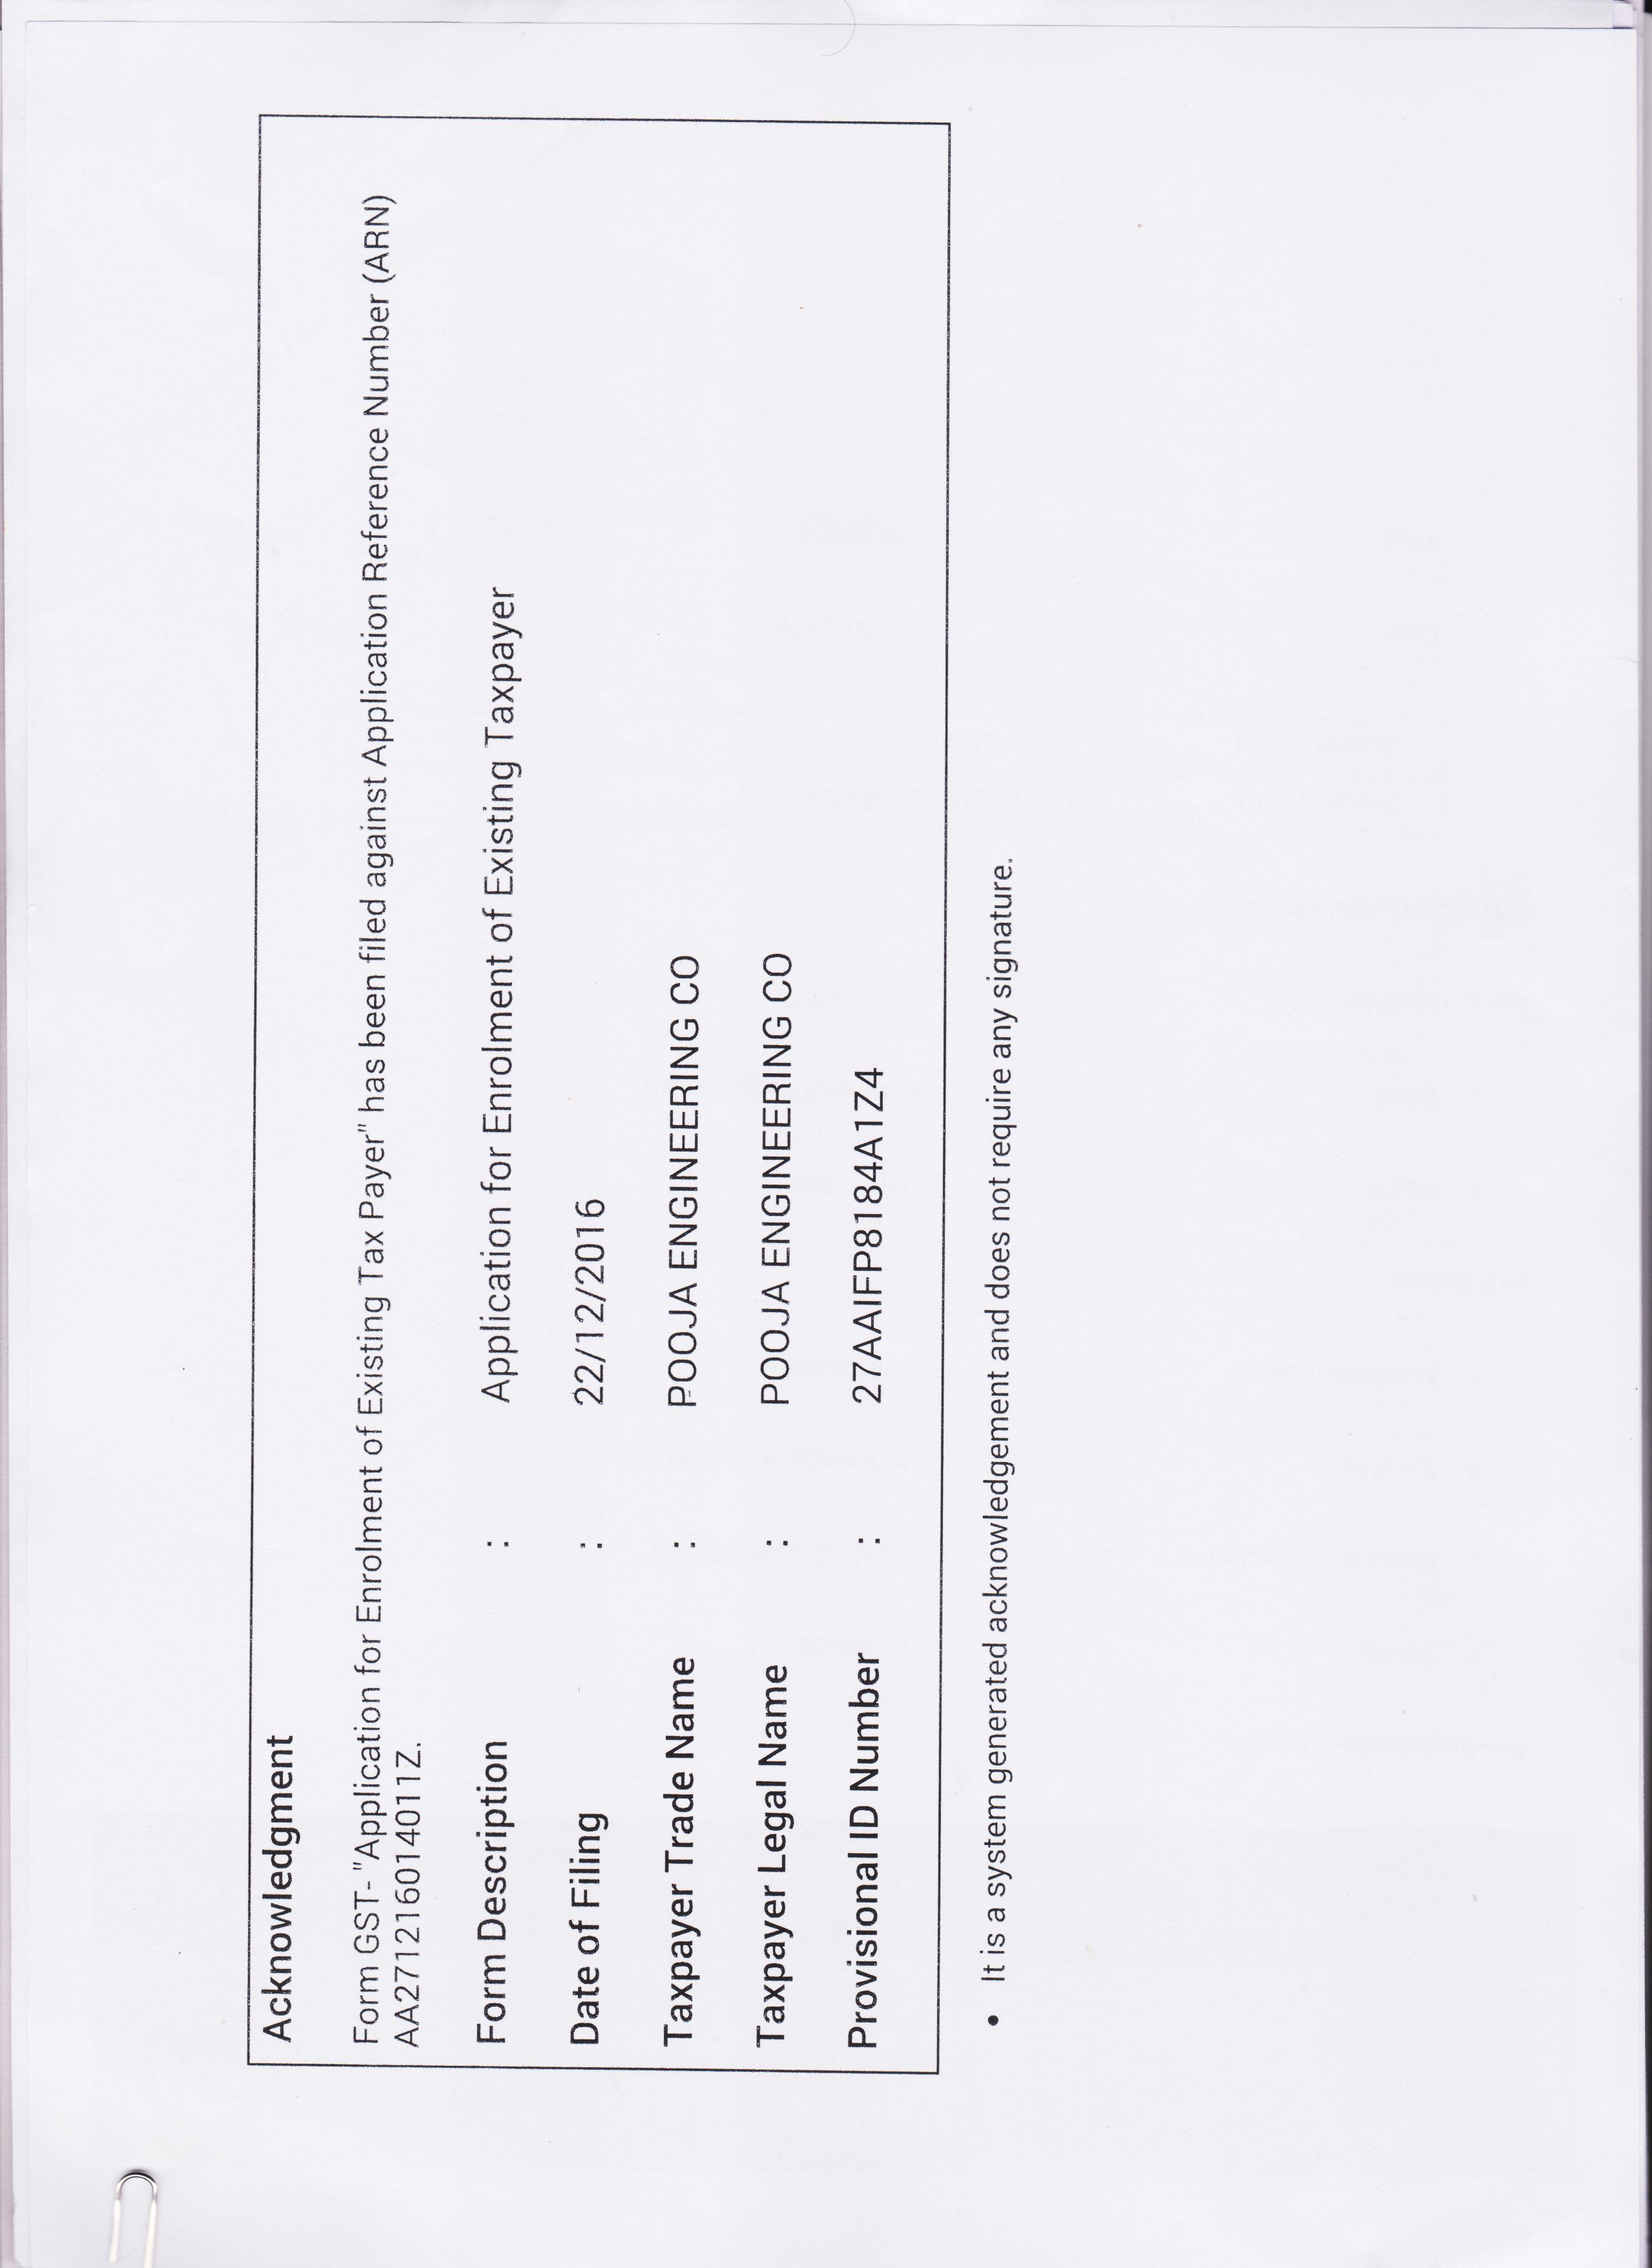 Acknowledgment
Form GST- "Application for Enrolment of Existing Tax Payer" has been filed against Application Reference Number (ARN)
AA271216014011Z.
Form Description : Application for Enrolment of Existing Taxpayer
Date of Filing : 22/12/2016
Taxpayer Trade Name : POOJA ENGINEERING CO
Taxpayer Legal Name : POOJA ENGINEERING CO
Provisional ID Number : 27AAIFP8184A1Z4
• It is a system generated acknowledgement and does not require any signature.